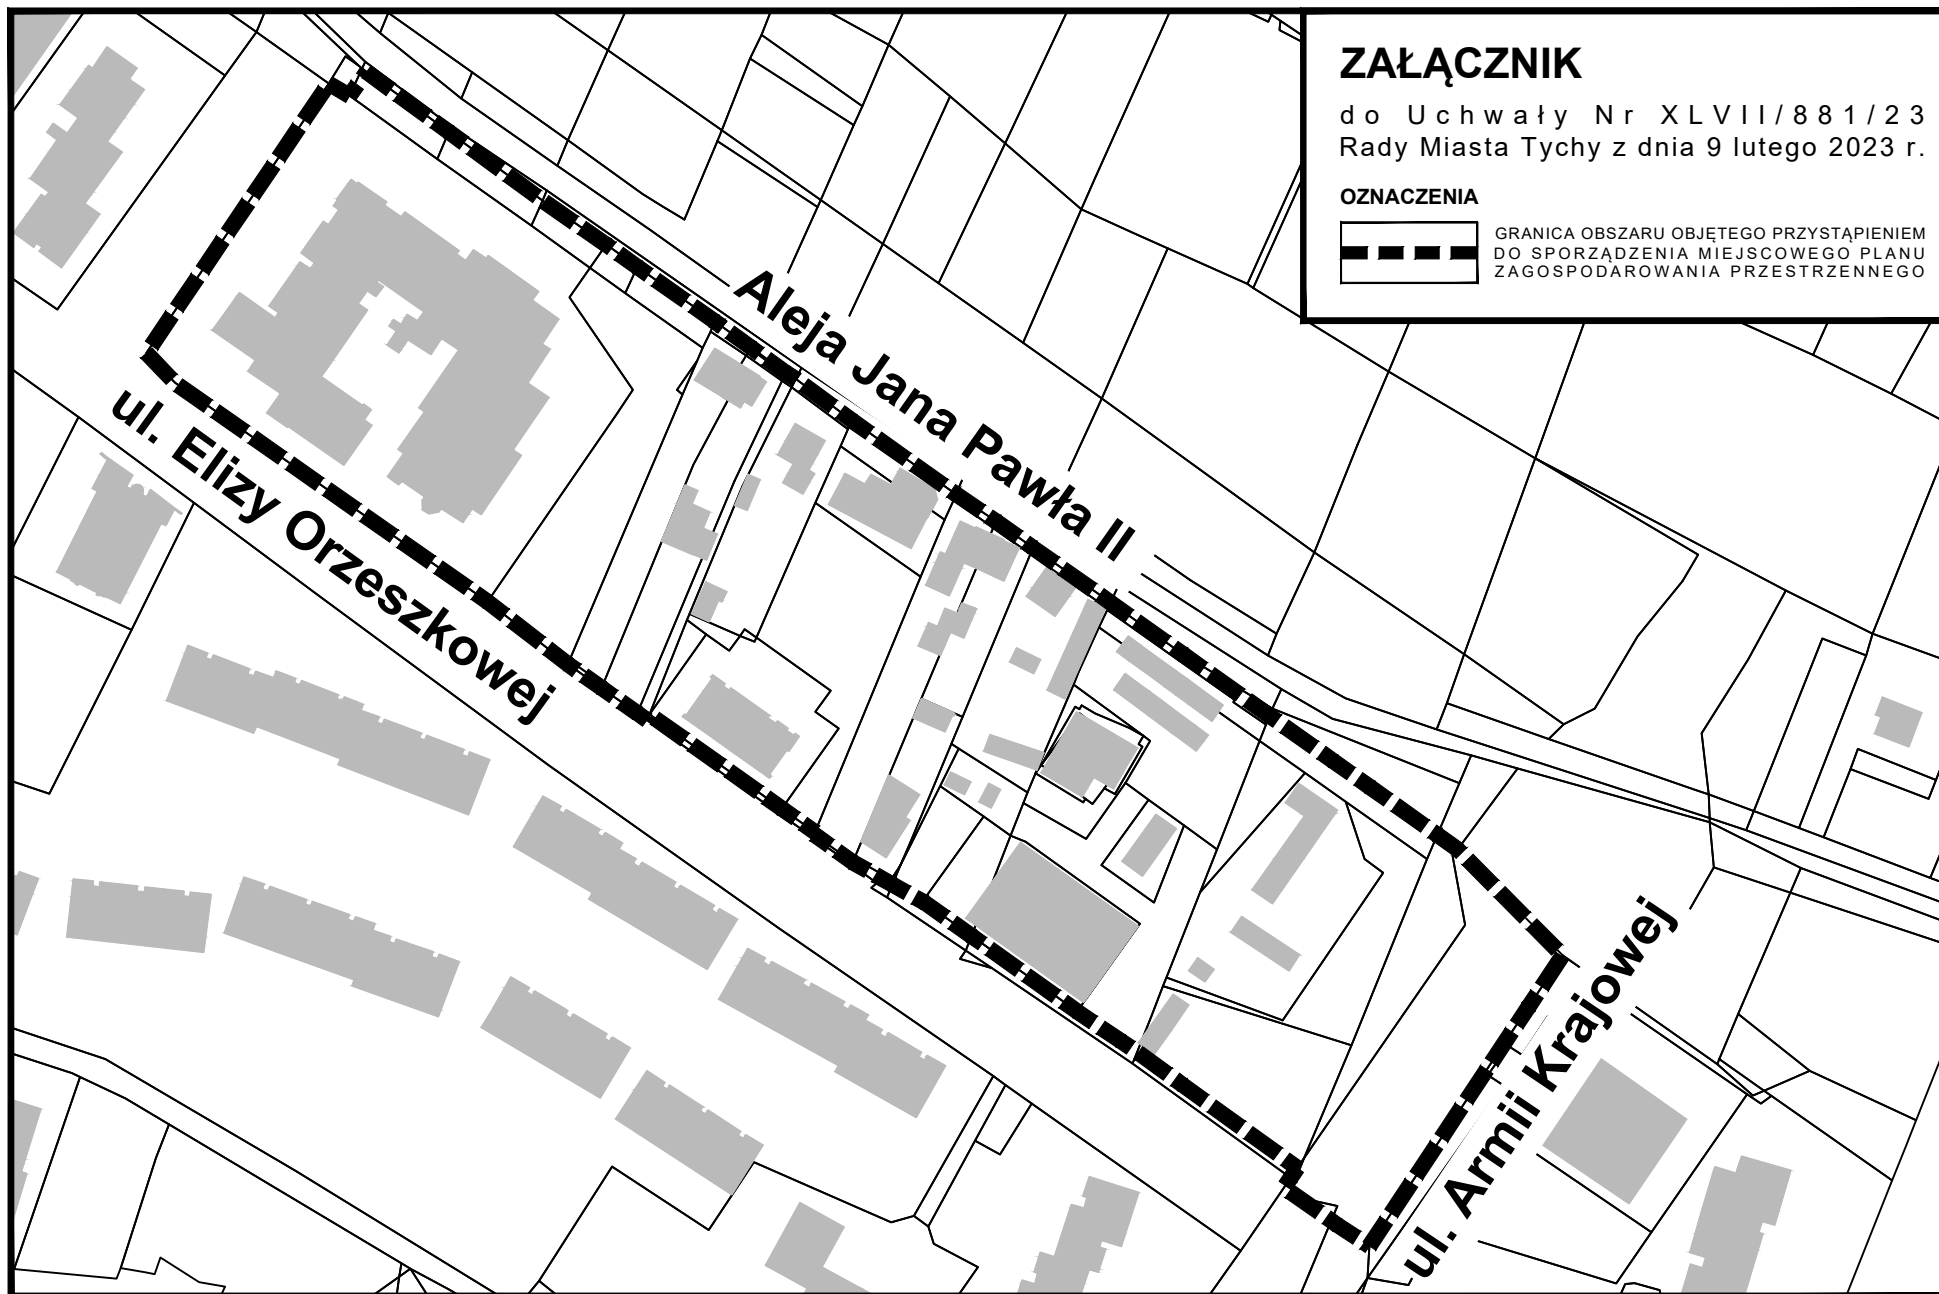 ZAŁĄCZNIK
do Uchwały Nr XLVII/881/23
Rady Miasta Tychy z dnia 9 lutego 2023 r.
OZNACZENIA
GRANICA OBSZARU OBJĘTEGO PRZYSTĄPIENIEM
DO SPORZĄDZENIA MIEJSCOWEGO PLANU
ZAGOSPODAROWANIA PRZESTRZENNEGO
Aleja Jana Pawła II
ul. Elizy Orzeszkowej
ul. Armii Krajowej